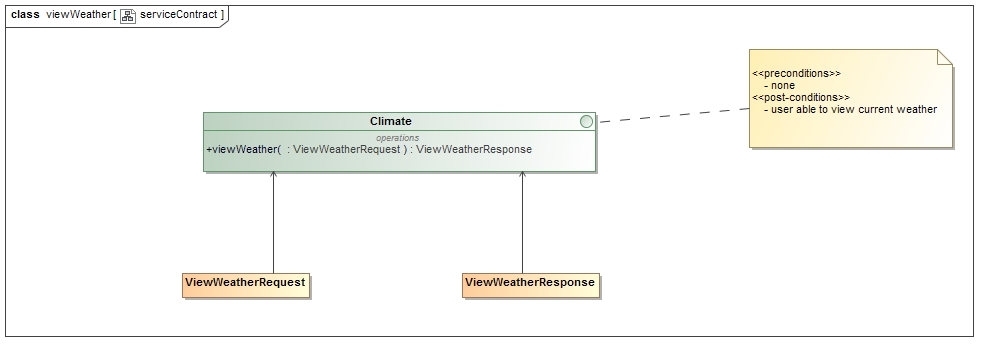 class viewWeather [ serviceContract ]
<<preconditions>>
- none
<<post-conditions>>
- user able to view current weather
Climate
operations
+viewWeather( : ViewWeatherRequest ) : ViewWeatherResponse
ViewWeatherRequest
ViewWeatherResponse